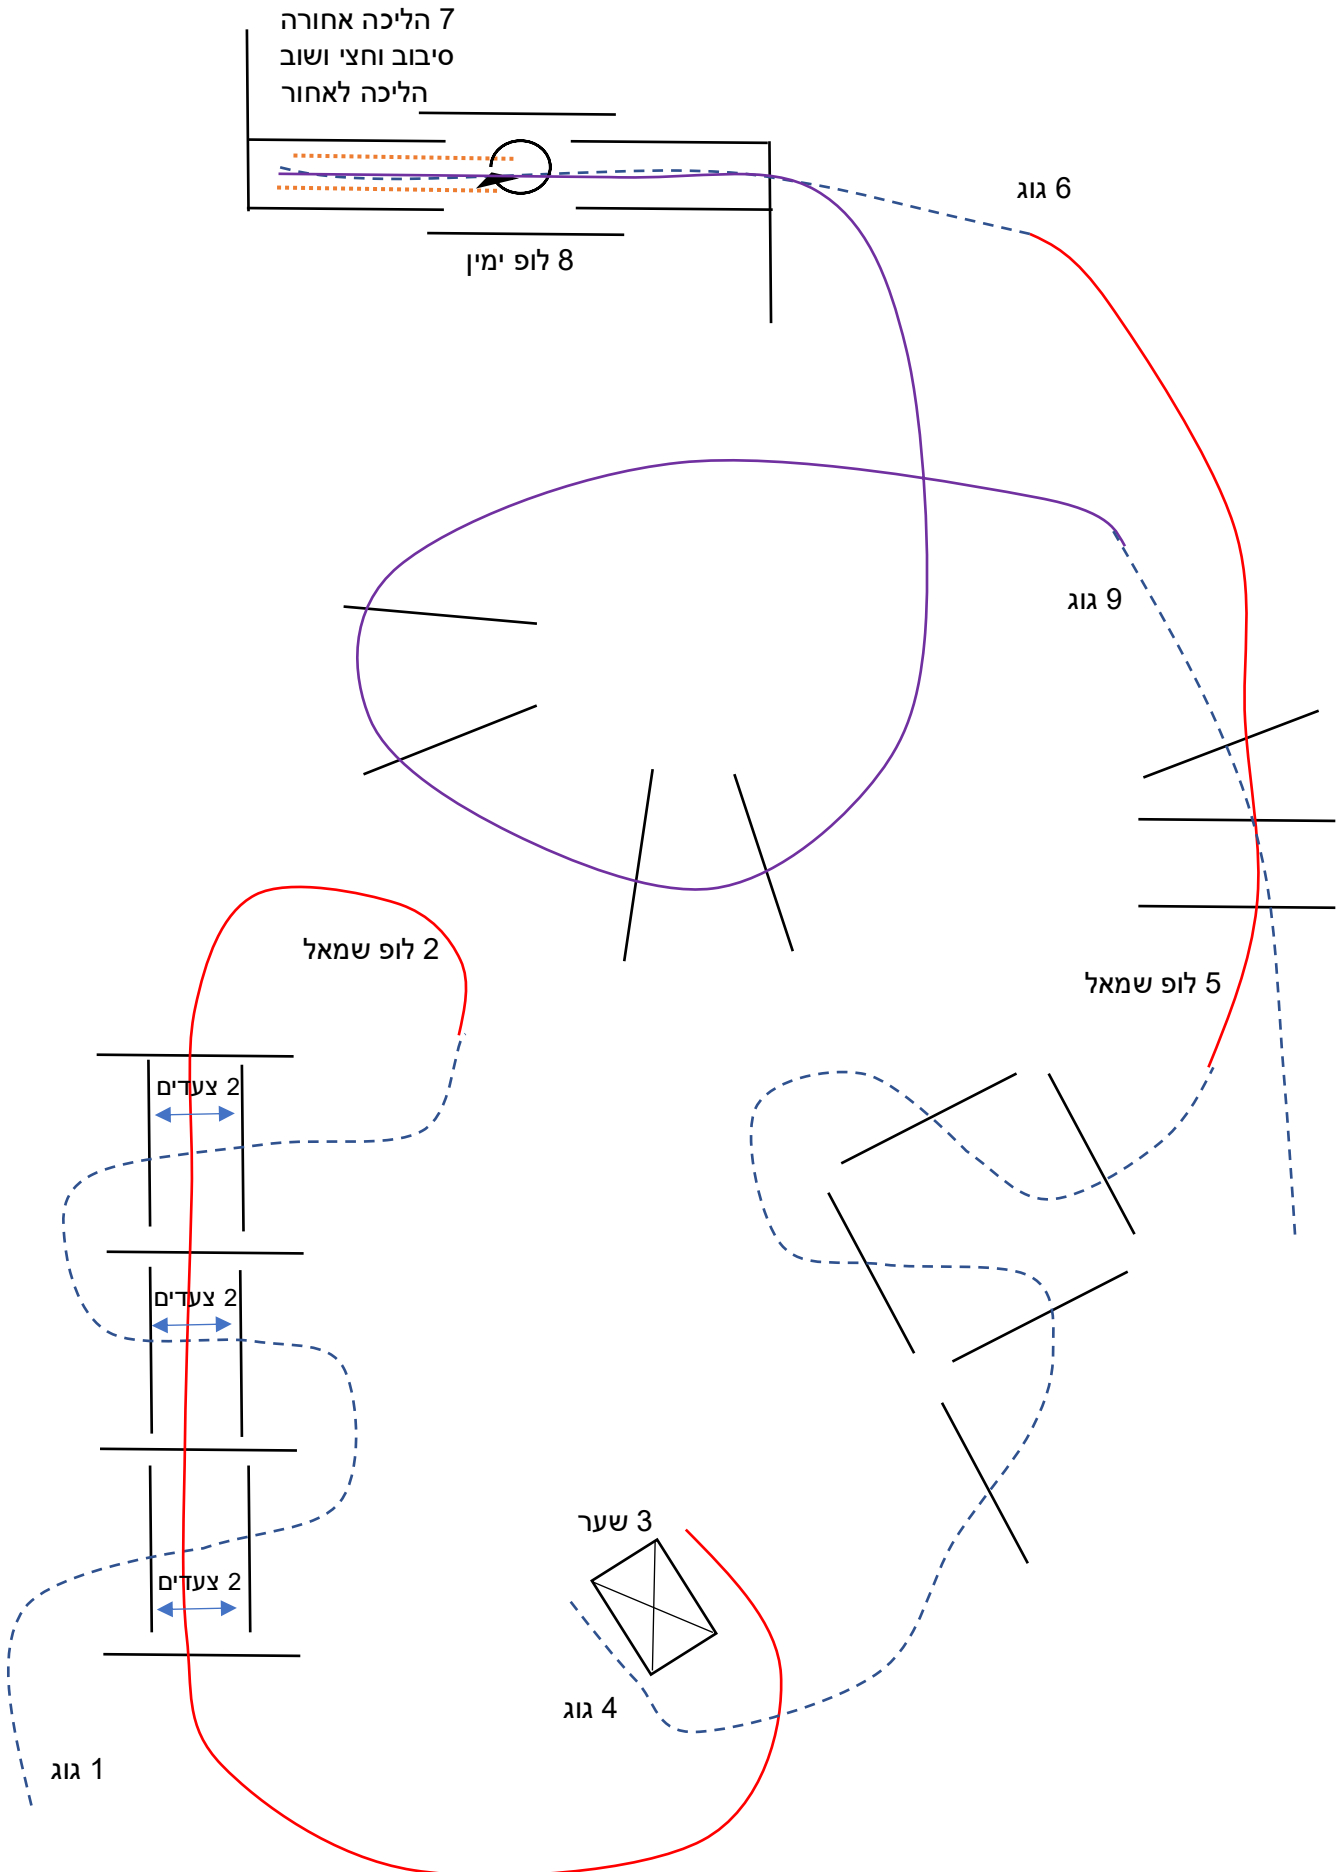 7 הליכה אחורה
סיבוב וחצי ושוב
הליכה לאחור
6 גוג
8 לופ ימין
9 גוג
2 לופ שמאל
5 לופ שמאל
2 צעדים
2 צעדים
3 שער
2 צעדים
4 גוג
1 גוג